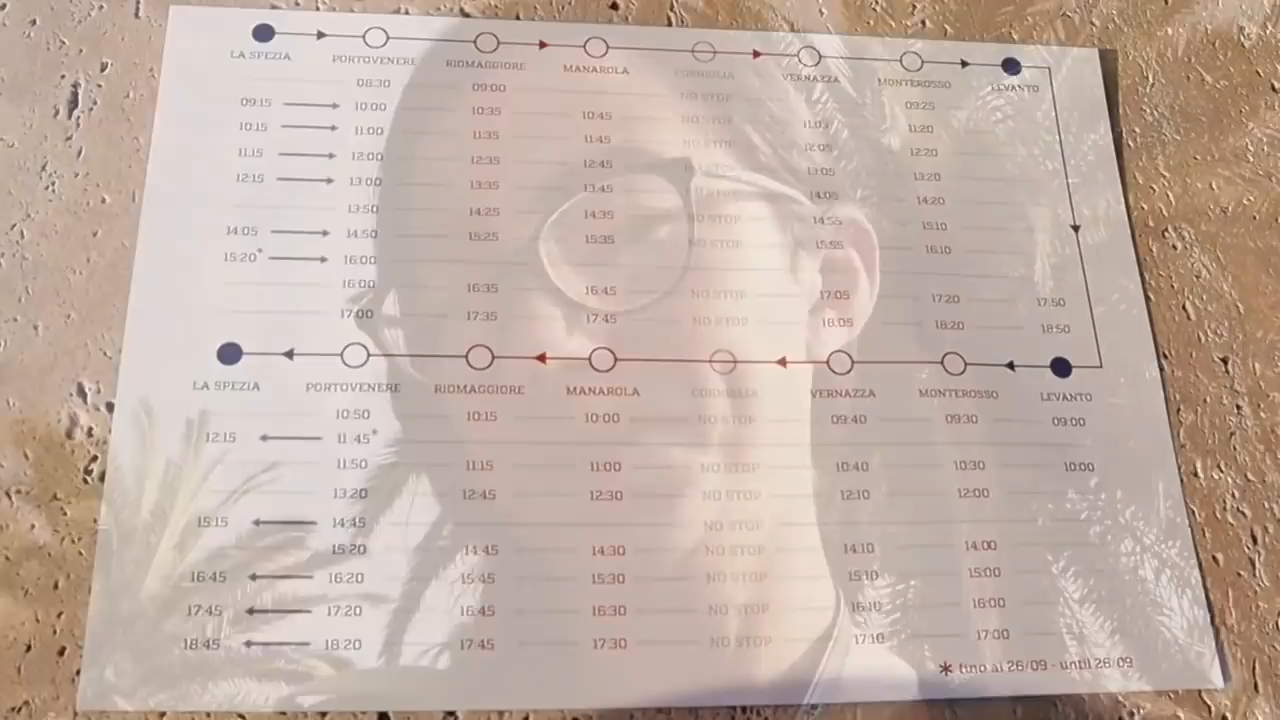 LA SPEZIA PORTOVENERE RIOMAGGIORE MANAROLA CORNIGLIA VERNAZZA MONTEROSSO LEVANTO
08:30 09:00 NO STOP 09:25
09:15 10:00 10:35 10:45 NO STOP 11:05 11:20
10:15 11:00 11:35 11:45 NO STOP 12:05 12:20
11:15 12:00 12:35 12:45 NO STOP 13:05 13:20
12:15 13:00 13:35 13:45 NO STOP 14:05 14:20
13:50 14:25 14:35 NO STOP 14:55 15:10
14:05 14:50 15:25 15:35 NO STOP 15:55 16:10
15:20* 16:00
16:00 16:35 16:45 NO STOP 17:05 17:20 17:50
17:00 17:35 17:45 NO STOP 18:05 18:20 18:50
LA SPEZIA PORTOVENERE RIOMAGGIORE MANAROLA CORNIGLIA VERNAZZA MONTEROSSO LEVANTO
10:50 10:15 10:00 NO STOP 09:40 09:30 09:00
12:15 11:45*
11:50 11:15 11:00 NO STOP 10:40 10:30 10:00
13:20 12:45 12:30 NO STOP 12:10 12:00
15:15 14:45 NO STOP
15:20 14:45 14:30 NO STOP 14:10 14:00
16:45 16:20 15:45 15:30 NO STOP 15:10 15:00
17:45 17:20 16:45 16:30 NO STOP 16:10 16:00
18:45 18:20 17:45 17:30 NO STOP 17:10 17:00
* fino al 26/09 - until 26/09